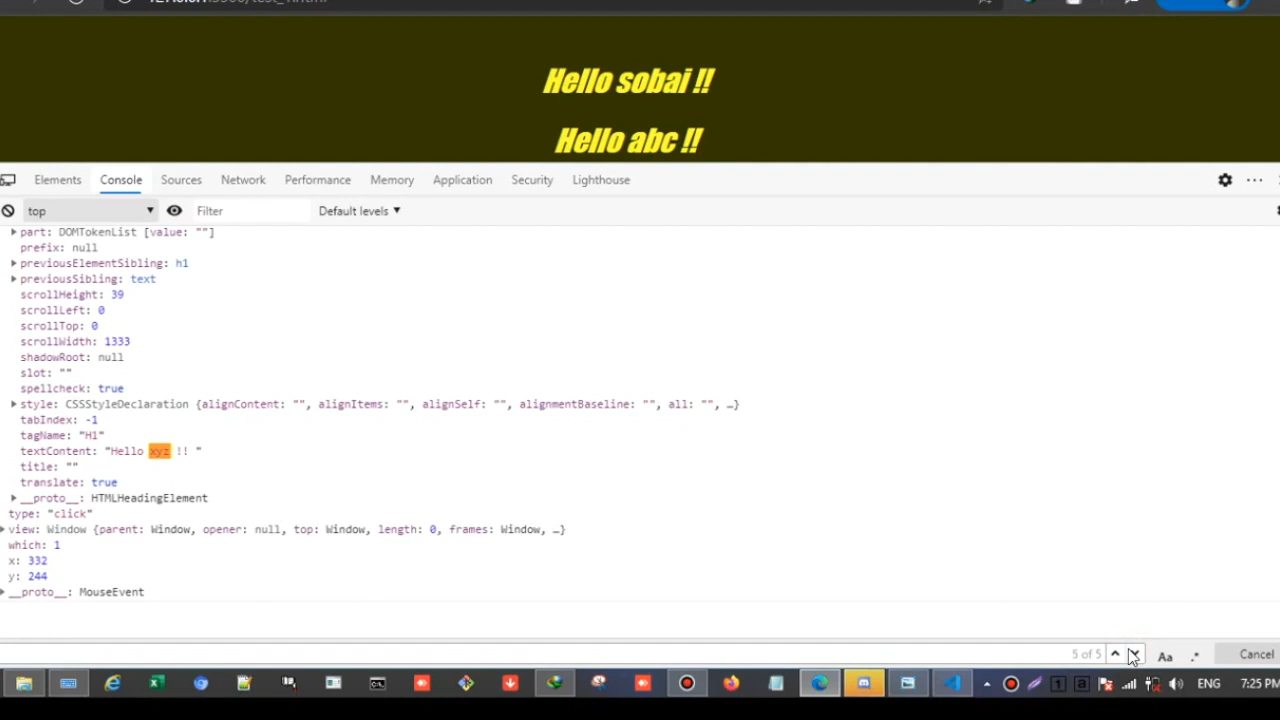 Hello sobai !!
Hello abc !!
Elements Console Sources Network Performance Memory Application Security Lighthouse
top Filter Default levels
part: DOMTokenList [value: ""]
prefix: null
previousElementSibling: h1
previousSibling: text
scrollHeight: 39
scrollLeft: 0
scrollTop: 0
scrollWidth: 1333
shadowRoot: null
slot: ""
spellcheck: true
style: CSSStyleDeclaration {alignContent: "", alignItems: "", alignSelf: "", alignmentBaseline: "", all: "", …}
tabIndex: -1
tagName: "H1"
textContent: "Hello xyz !! "
title: ""
translate: true
__proto__: HTMLHeadingElement
type: "click"
view: Window {parent: Window, opener: null, top: Window, length: 0, frames: Window, …}
which: 1
x: 332
y: 244
__proto__: MouseEvent
5 of 5 Aa .* Cancel
ENG 7:25 PM